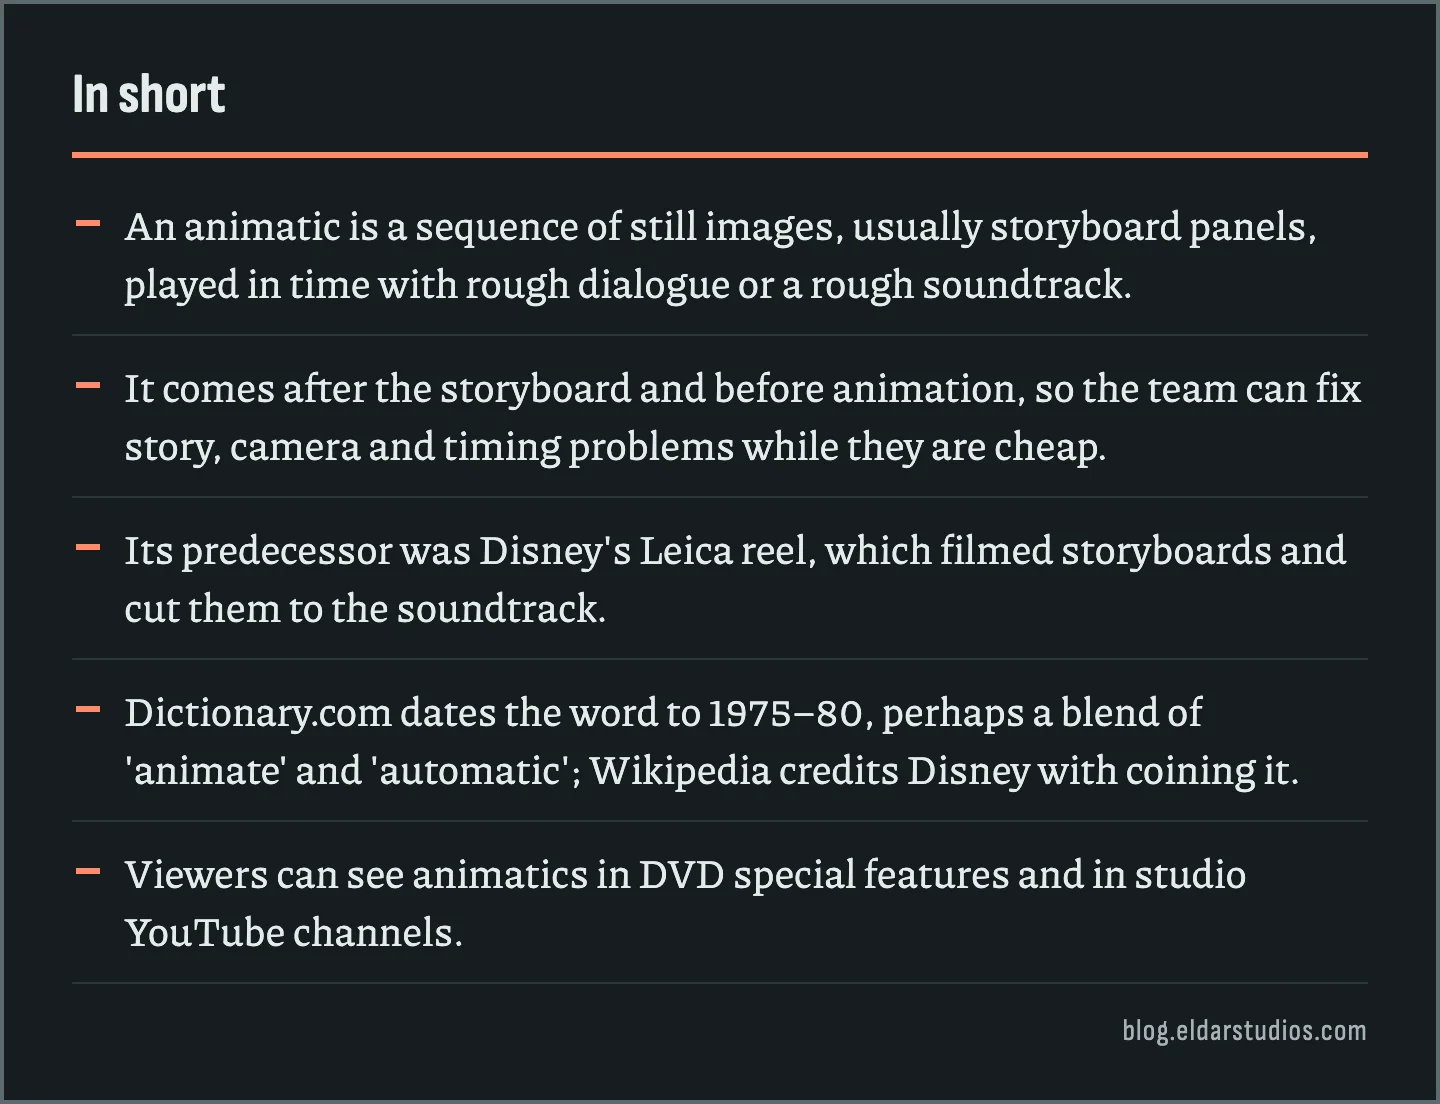 In short
An animatic is a sequence of still images, usually storyboard panels,
played in time with rough dialogue or a rough soundtrack.
It comes after the storyboard and before animation, so the team can fix
story, camera and timing problems while they are cheap.
Its predecessor was Disney's Leica reel, which filmed storyboards and
cut them to the soundtrack.
Dictionary.com dates the word to 1975–80, perhaps a blend of
'animate' and 'automatic'; Wikipedia credits Disney with coining it.
Viewers can see animatics in DVD special features and in studio
YouTube channels.
blog.eldarstudios.com